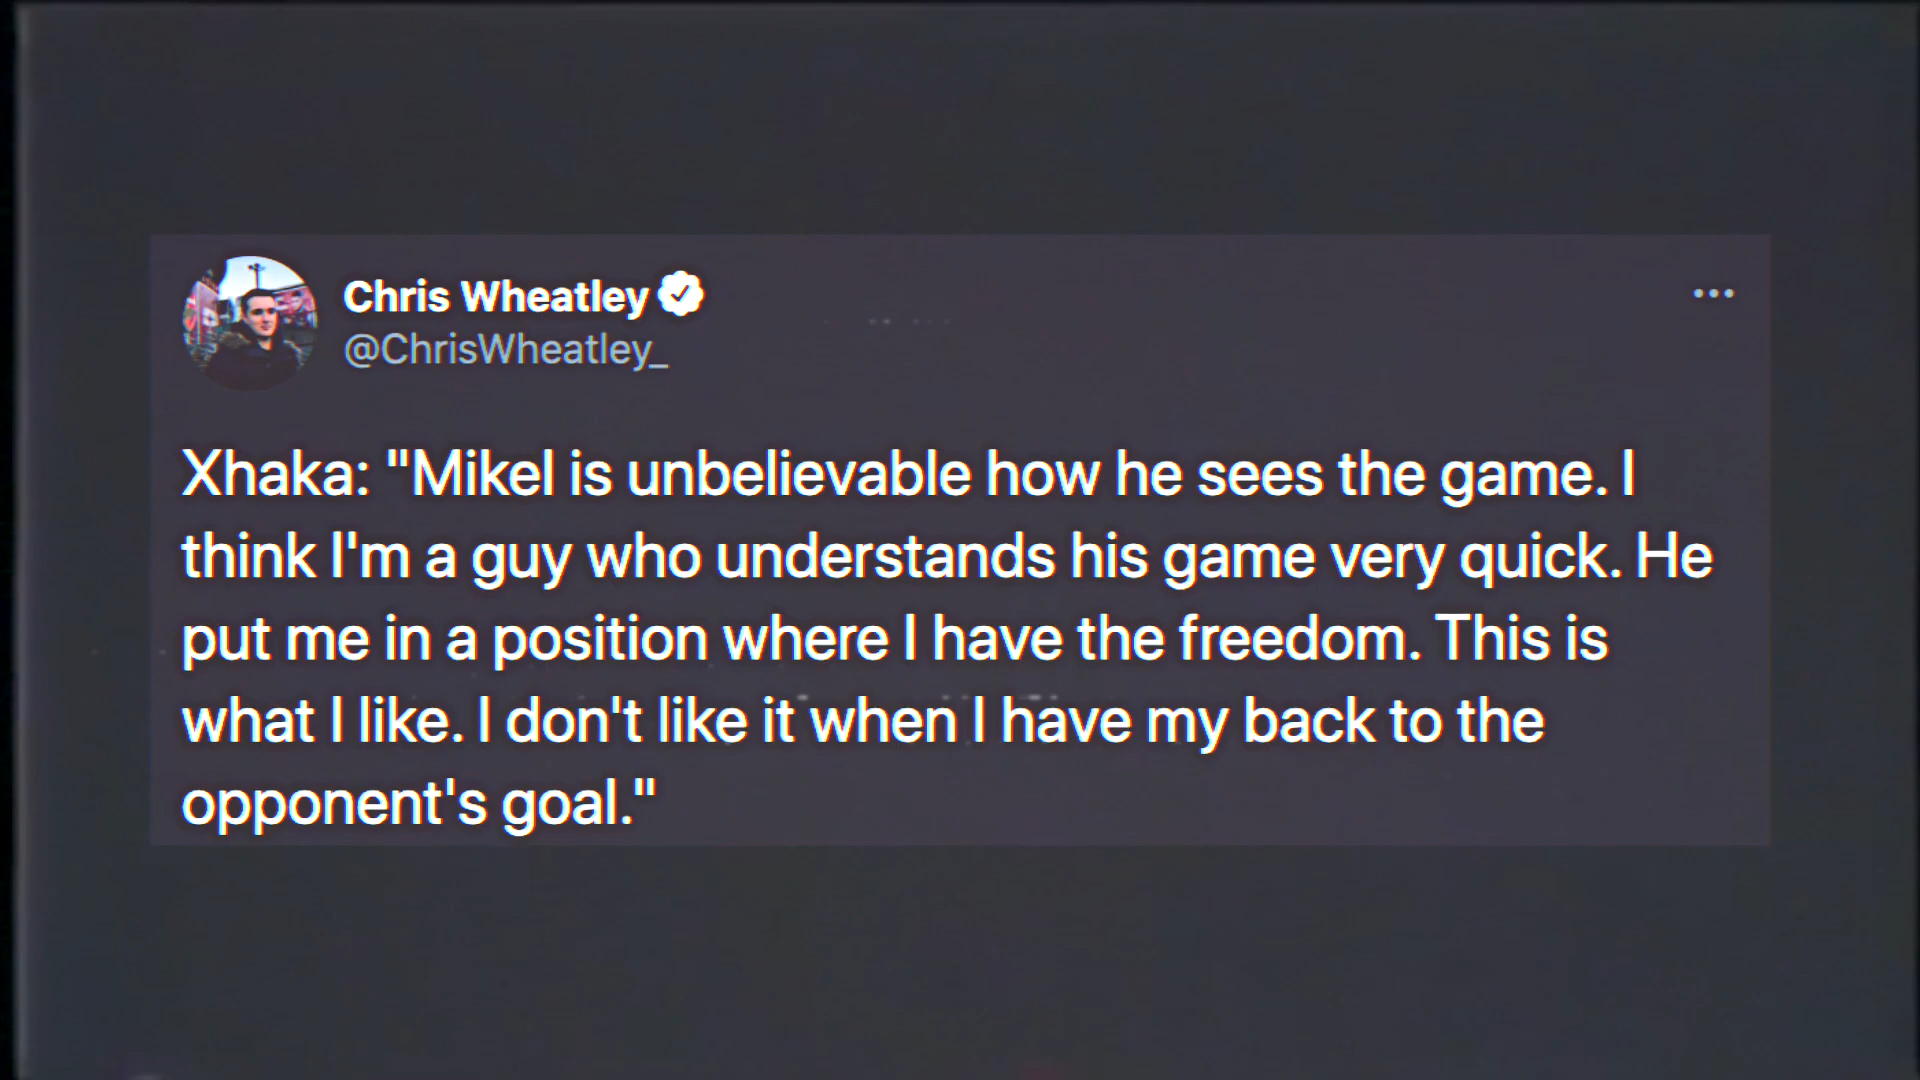 Chris Wheatley
@ChrisWheatley_
Xhaka: "Mikel is unbelievable how he sees the game. I
think I'm a guy who understands his game very quick. He
put me in a position where I have the freedom. This is
what I like. I don't like it when I have my back to the
opponent's goal."